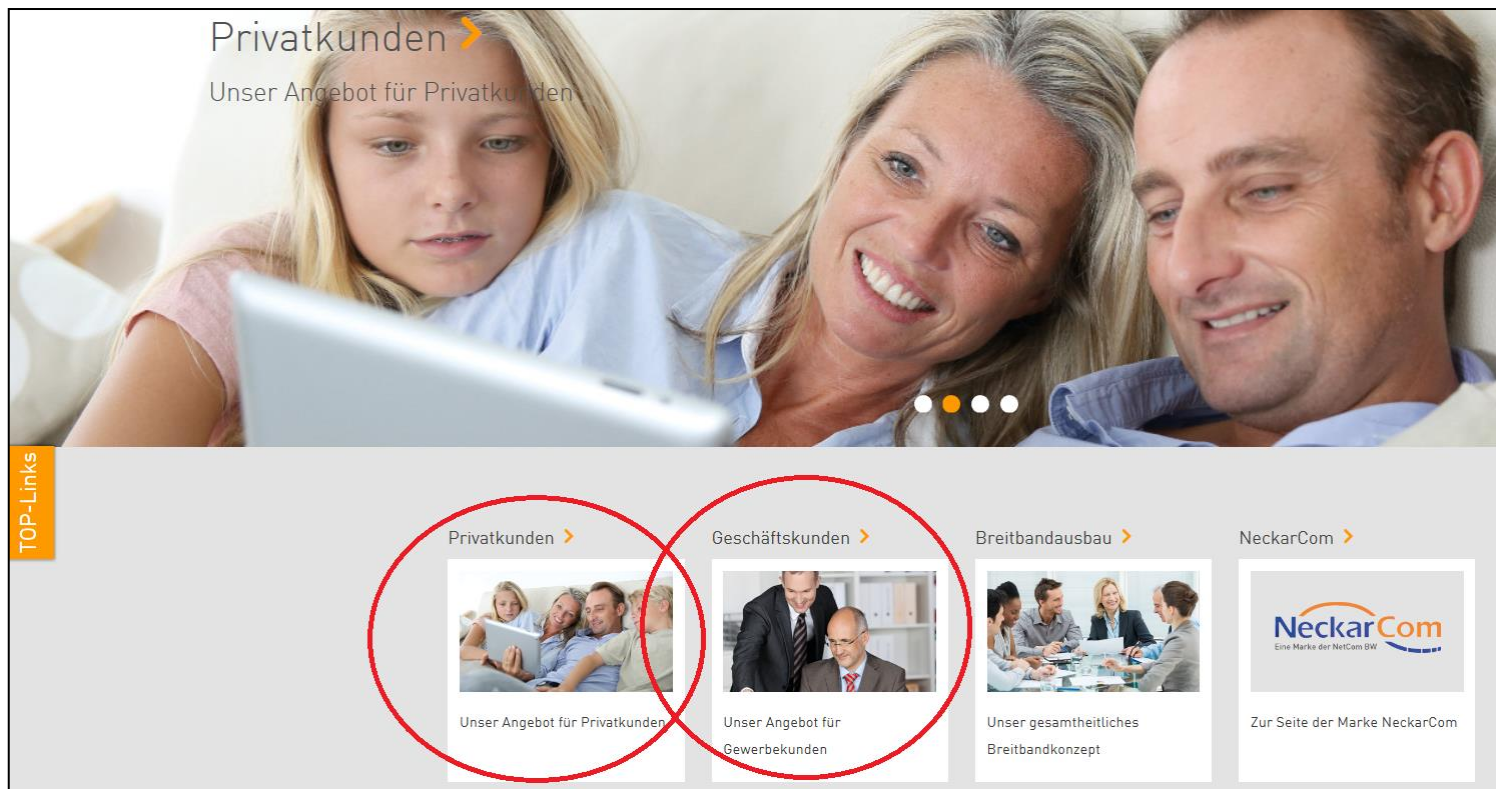 Privatkunden
Unser Angebot für Privatkunden
TOP-Links
Privatkunden
Unser Angebot für Privatkunden
Geschäftskunden
Unser Angebot für
Gewerbekunden
Breitbandausbau
Unser gesamtheitliches
Breitbandkonzept
NeckarCom
NeckarCom
Eine Marke der NetCom BW
Zur Seite der Marke NeckarCom